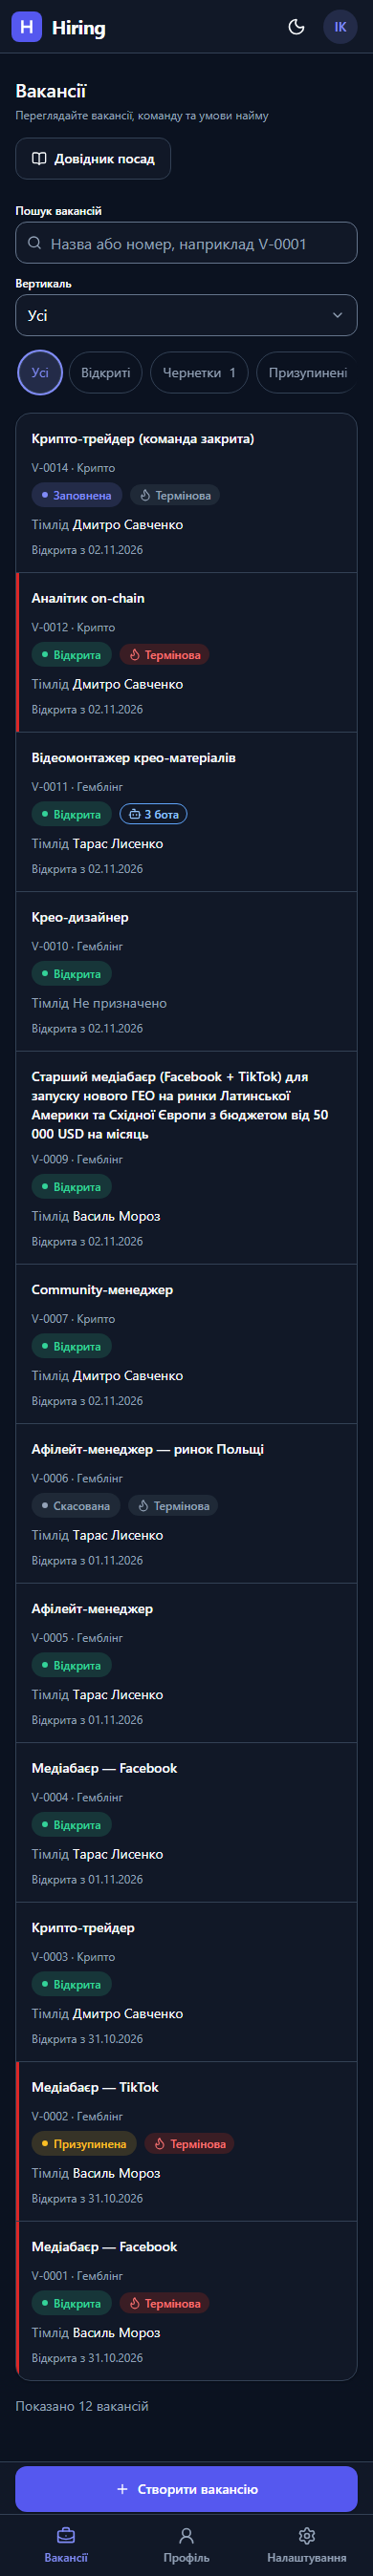 H Hiring
ІК
Вакансії
Переглядайте вакансії, команду та умови найму
Довідник посад
Пошук вакансій
Назва або номер, наприклад V-0001
Вертикаль
Усі
Усі Відкриті Чернетки 1 Призупинені
Крипто-трейдер (команда закрита)
V-0014 · Крипто
Заповнена Термінова
Тімлід Дмитро Савченко
Відкрита з 02.11.2026
Аналітик on-chain
V-0012 · Крипто
Відкрита Термінова
Тімлід Дмитро Савченко
Відкрита з 02.11.2026
Відеомонтажер крео-матеріалів
V-0011 · Гемблінг
Відкрита З бота
Тімлід Тарас Лисенко
Відкрита з 02.11.2026
Крео-дизайнер
V-0010 · Гемблінг
Відкрита
Тімлід Не призначено
Відкрита з 02.11.2026
Старший медіабаєр (Facebook + TikTok) для
запуску нового ГЕО на ринки Латинської
Америки та Східної Європи з бюджетом від 50
000 USD на місяць
V-0009 · Гемблінг
Відкрита
Тімлід Василь Мороз
Відкрита з 02.11.2026
Community-менеджер
V-0007 · Крипто
Відкрита
Тімлід Дмитро Савченко
Відкрита з 02.11.2026
Афілейт-менеджер — ринок Польщі
V-0006 · Гемблінг
Скасована Термінова
Тімлід Тарас Лисенко
Відкрита з 01.11.2026
Афілейт-менеджер
V-0005 · Гемблінг
Відкрита
Тімлід Тарас Лисенко
Відкрита з 01.11.2026
Медіабаєр — Facebook
V-0004 · Гемблінг
Відкрита
Тімлід Тарас Лисенко
Відкрита з 01.11.2026
Крипто-трейдер
V-0003 · Крипто
Відкрита
Тімлід Дмитро Савченко
Відкрита з 31.10.2026
Медіабаєр — TikTok
V-0002 · Гемблінг
Призупинена Термінова
Тімлід Василь Мороз
Відкрита з 31.10.2026
Медіабаєр — Facebook
V-0001 · Гемблінг
Відкрита Термінова
Тімлід Василь Мороз
Відкрита з 31.10.2026
Показано 12 вакансій
+ Створити вакансію
Вакансії Профіль Налаштування